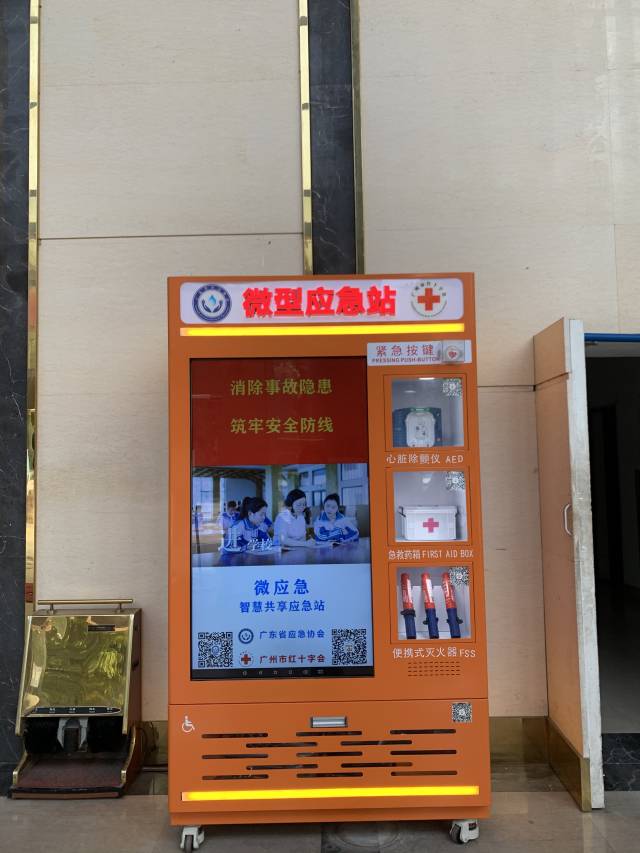 微型应急站
紧急按键
PRESSING PUSH-BUTTON
消除事故隐患
筑牢安全防线
心脏除颤仪 AED
急救药箱 FIRST AID BOX
进学校
微应急
智慧共享应急站
广东省应急协会
广州市红十字会
便携式灭火器 FSS